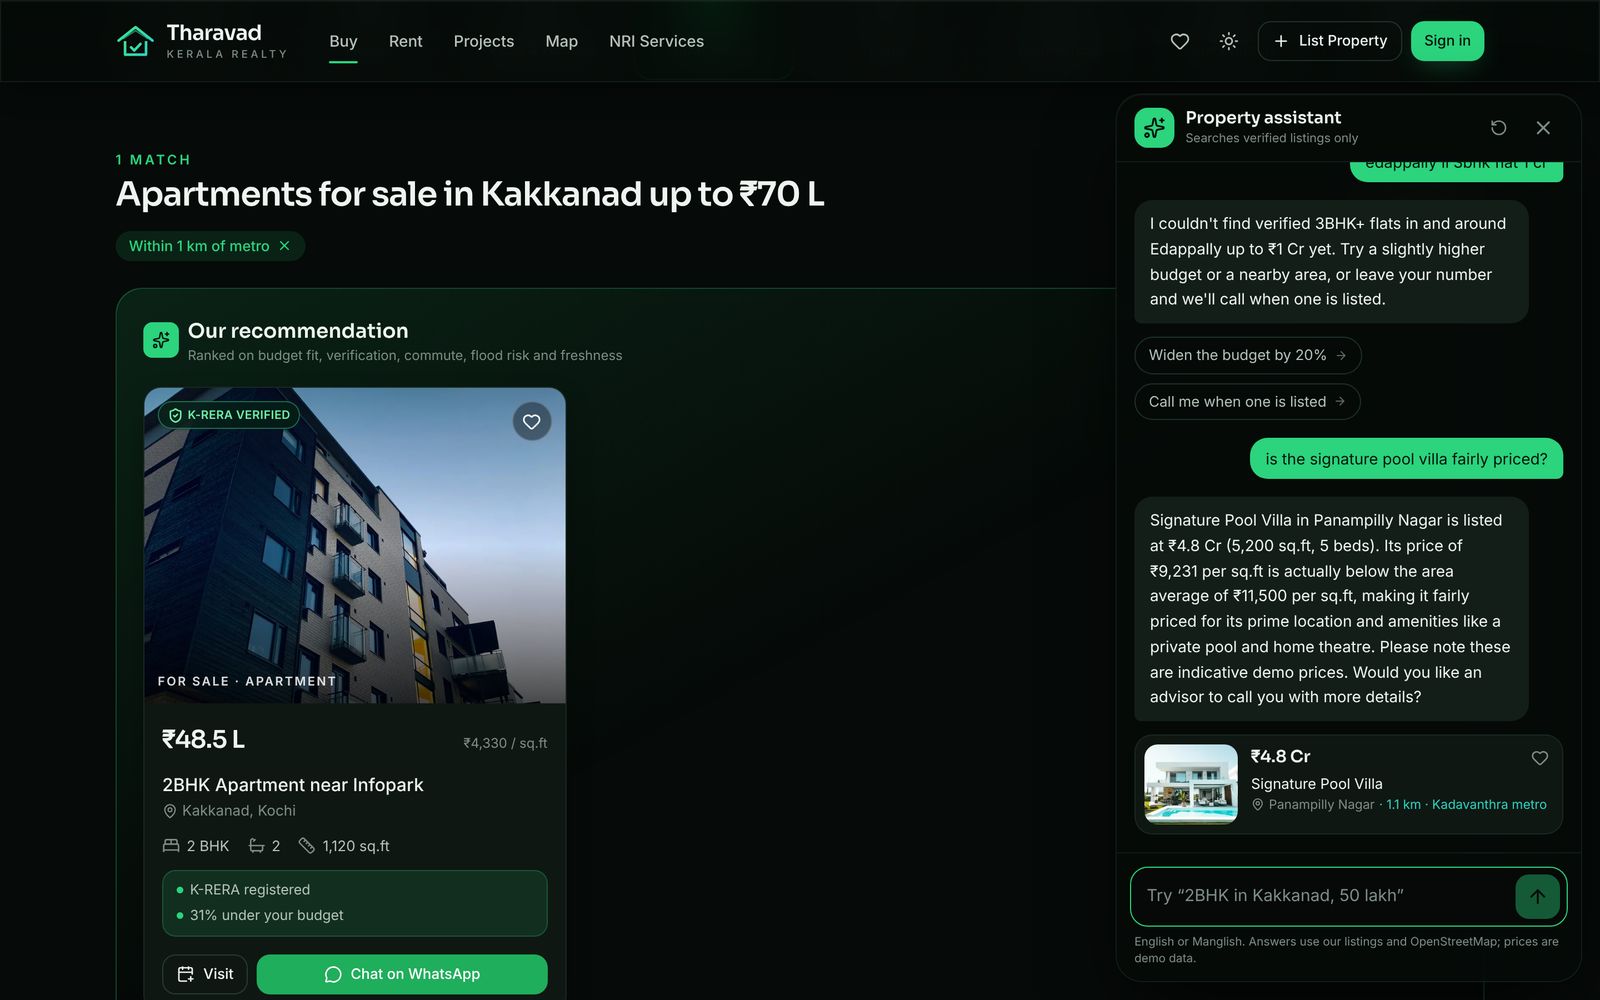 Tharavad
KERALA REALTY
Buy
Rent
Projects
Map
NRI Services
List Property
Sign in
1 MATCH
Apartments for sale in Kakkanad up to ₹70 L
Within 1 km of metro
Our recommendation
Ranked on budget fit, verification, commute, flood risk and freshness
K-RERA VERIFIED
FOR SALE · APARTMENT
₹48.5 L
₹4,330 / sq.ft
2BHK Apartment near Infopark
Kakkanad, Kochi
2 BHK
2
1,120 sq.ft
K-RERA registered
31% under your budget
Visit
Chat on WhatsApp
Property assistant
Searches verified listings only
edappally il 3bhk flat 1 cr
I couldn't find verified 3BHK+ flats in and around
Edappally up to ₹1 Cr yet. Try a slightly higher
budget or a nearby area, or leave your number
and we'll call when one is listed.
Widen the budget by 20%
Call me when one is listed
is the signature pool villa fairly priced?
Signature Pool Villa in Panampilly Nagar is listed
at ₹4.8 Cr (5,200 sq.ft, 5 beds). Its price of
₹9,231 per sq.ft is actually below the area
average of ₹11,500 per sq.ft, making it fairly
priced for its prime location and amenities like a
private pool and home theatre. Please note these
are indicative demo prices. Would you like an
advisor to call you with more details?
₹4.8 Cr
Signature Pool Villa
Panampilly Nagar · 1.1 km · Kadavanthra metro
Try “2BHK in Kakkanad, 50 lakh”
English or Manglish. Answers use our listings and OpenStreetMap; prices are
demo data.